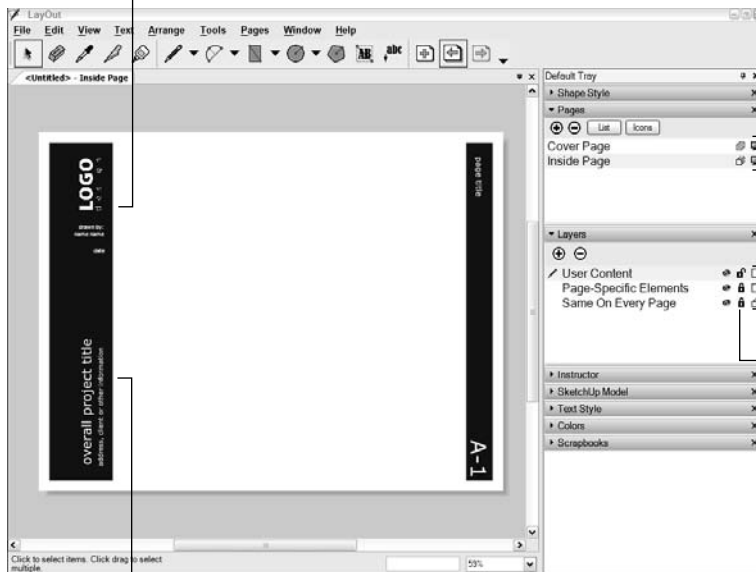 LayOut
File Edit View Text Arrange Tools Pages Window Help
AB abc
<Untitled> - Inside Page
Default Tray
Shape Style
Pages
List Icons
Cover Page
Inside Page
Layers
User Content
Page-Specific Elements
Same On Every Page
Instructor
SketchUp Model
Text Style
Colors
Scrapbooks
LOGO
drawn by:
name name
date
overall project title
address, client or other information
page title
A-1
Click to select items. Click drag to select
multiple.
59%